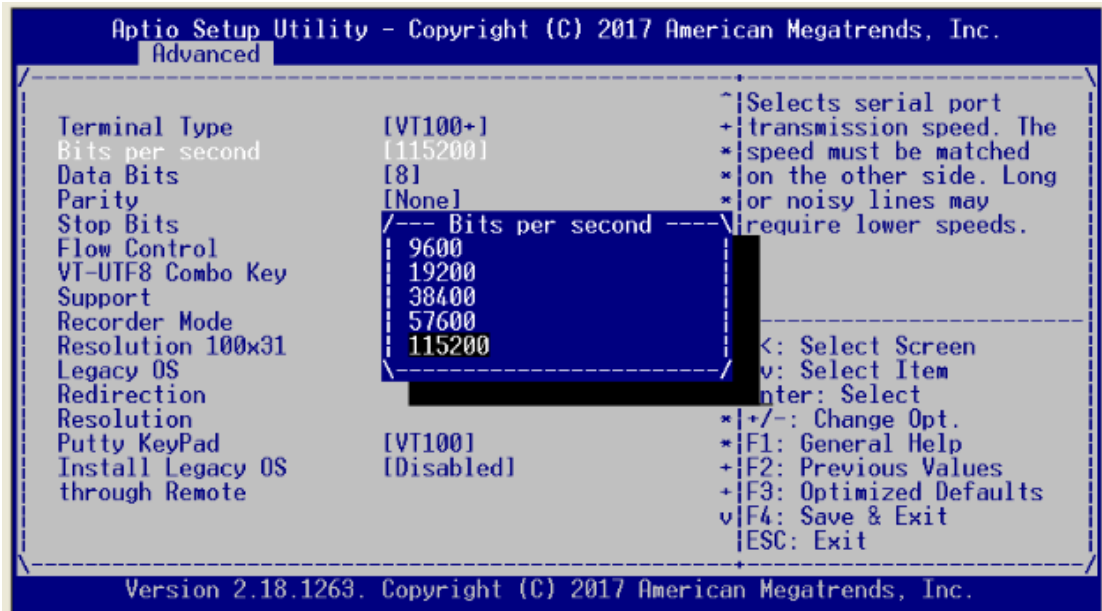 Aptio Setup Utility – Copyright (C) 2017 American Megatrends, Inc.
Advanced
Terminal Type [VT100+]
Bits per second [115200]
Data Bits [8]
Parity [None]
Stop Bits
Flow Control
VT-UTF8 Combo Key
Support
Recorder Mode
Resolution 100x31
Legacy OS
Redirection
Resolution
Putty KeyPad [VT100]
Install Legacy OS [Disabled]
through Remote
/--- Bits per second ----\
9600
19200
38400
57600
115200
Selects serial port
transmission speed. The
speed must be matched
on the other side. Long
or noisy lines may
require lower speeds.
<: Select Screen
v: Select Item
nter: Select
+/-: Change Opt.
F1: General Help
F2: Previous Values
F3: Optimized Defaults
F4: Save & Exit
ESC: Exit
Version 2.18.1263. Copyright (C) 2017 American Megatrends, Inc.